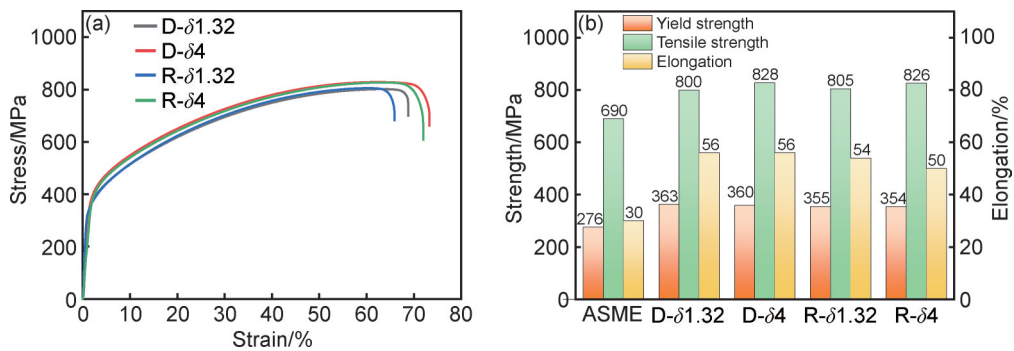 (a)
D-δ1.32
D-δ4
R-δ1.32
R-δ4
Stress/MPa
1000
800
600
400
200
0
0 10 20 30 40 50 60 70 80
Strain/%
(b)
Yield strength
Tensile strength
Elongation
Strength/MPa
1000
800
600
400
200
0
276 690 30
363 800 56
360 828 56
355 805 54
354 826 50
ASME D-δ1.32 D-δ4 R-δ1.32 R-δ4
100
80
60
40
20
0
Elongation/%